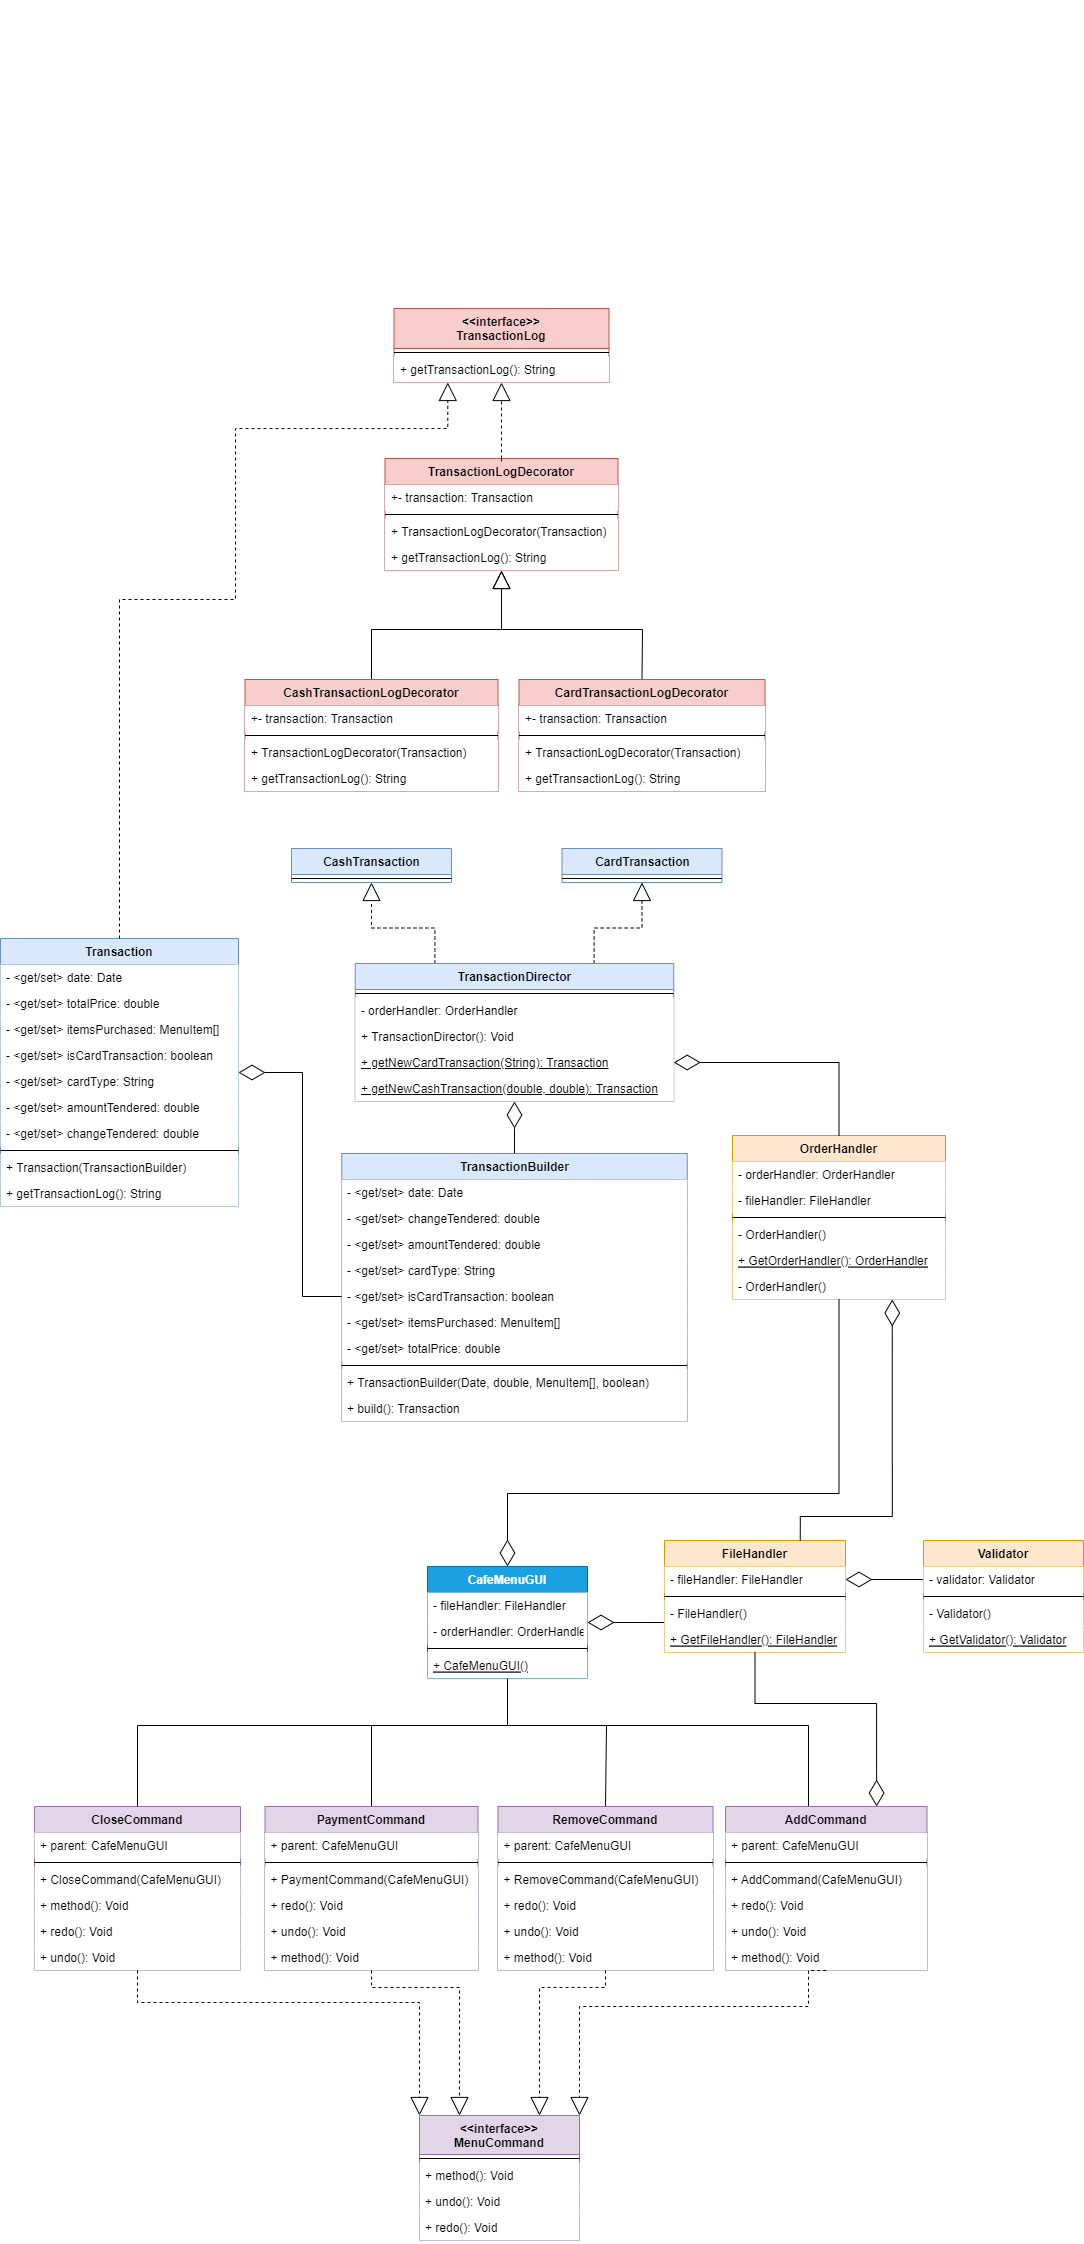 <<interface>>
TransactionLog
+ getTransactionLog(): String
TransactionLogDecorator
+- transaction: Transaction
+ TransactionLogDecorator(Transaction)
+ getTransactionLog(): String
CashTransactionLogDecorator
+- transaction: Transaction
+ TransactionLogDecorator(Transaction)
+ getTransactionLog(): String
CardTransactionLogDecorator
+- transaction: Transaction
+ TransactionLogDecorator(Transaction)
+ getTransactionLog(): String
CashTransaction
CardTransaction
Transaction
- <get/set> date: Date
- <get/set> totalPrice: double
- <get/set> itemsPurchased: MenuItem[]
- <get/set> isCardTransaction: boolean
- <get/set> cardType: String
- <get/set> amountTendered: double
- <get/set> changeTendered: double
+ Transaction(TransactionBuilder)
+ getTransactionLog(): String
TransactionDirector
- orderHandler: OrderHandler
+ TransactionDirector(): Void
+ getNewCardTransaction(String): Transaction
+ getNewCashTransaction(double, double): Transaction
TransactionBuilder
- <get/set> date: Date
- <get/set> changeTendered: double
- <get/set> amountTendered: double
- <get/set> cardType: String
- <get/set> isCardTransaction: boolean
- <get/set> itemsPurchased: MenuItem[]
- <get/set> totalPrice: double
+ TransactionBuilder(Date, double, MenuItem[], boolean)
+ build(): Transaction
OrderHandler
- orderHandler: OrderHandler
- fileHandler: FileHandler
- OrderHandler()
+ GetOrderHandler(): OrderHandler
- OrderHandler()
CafeMenuGUI
- fileHandler: FileHandler
- orderHandler: OrderHandle
+ CafeMenuGUI()
FileHandler
- fileHandler: FileHandler
- FileHandler()
+ GetFileHandler(): FileHandler
Validator
- validator: Validator
- Validator()
+ GetValidator(): Validator
CloseCommand
+ parent: CafeMenuGUI
+ CloseCommand(CafeMenuGUI)
+ method(): Void
+ redo(): Void
+ undo(): Void
PaymentCommand
+ parent: CafeMenuGUI
+ PaymentCommand(CafeMenuGUI)
+ redo(): Void
+ undo(): Void
+ method(): Void
RemoveCommand
+ parent: CafeMenuGUI
+ RemoveCommand(CafeMenuGUI)
+ redo(): Void
+ undo(): Void
+ method(): Void
AddCommand
+ parent: CafeMenuGUI
+ AddCommand(CafeMenuGUI)
+ redo(): Void
+ undo(): Void
+ method(): Void
<<interface>>
MenuCommand
+ method(): Void
+ undo(): Void
+ redo(): Void